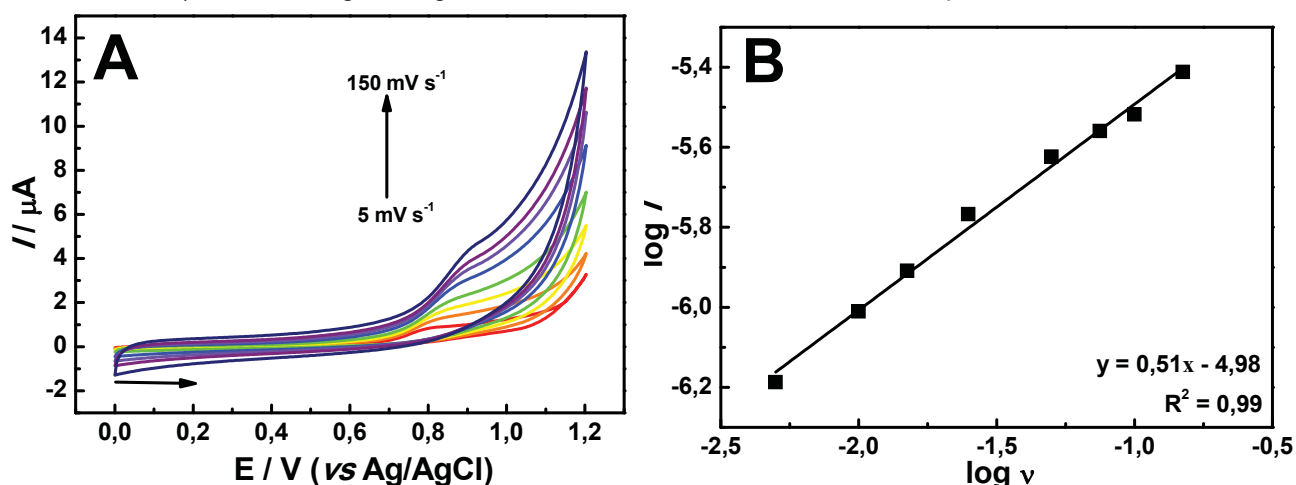 A
14
12
10
8
6
4
2
0
-2
I / μA
150 mV s-1
5 mV s-1
0,0 0,2 0,4 0,6 0,8 1,0 1,2
E / V (vs Ag/AgCl)
B
-5,4
-5,6
-5,8
-6,0
-6,2
log I
y = 0,51x - 4,98
R2 = 0,99
-2,5 -2,0 -1,5 -1,0 -0,5
log ν